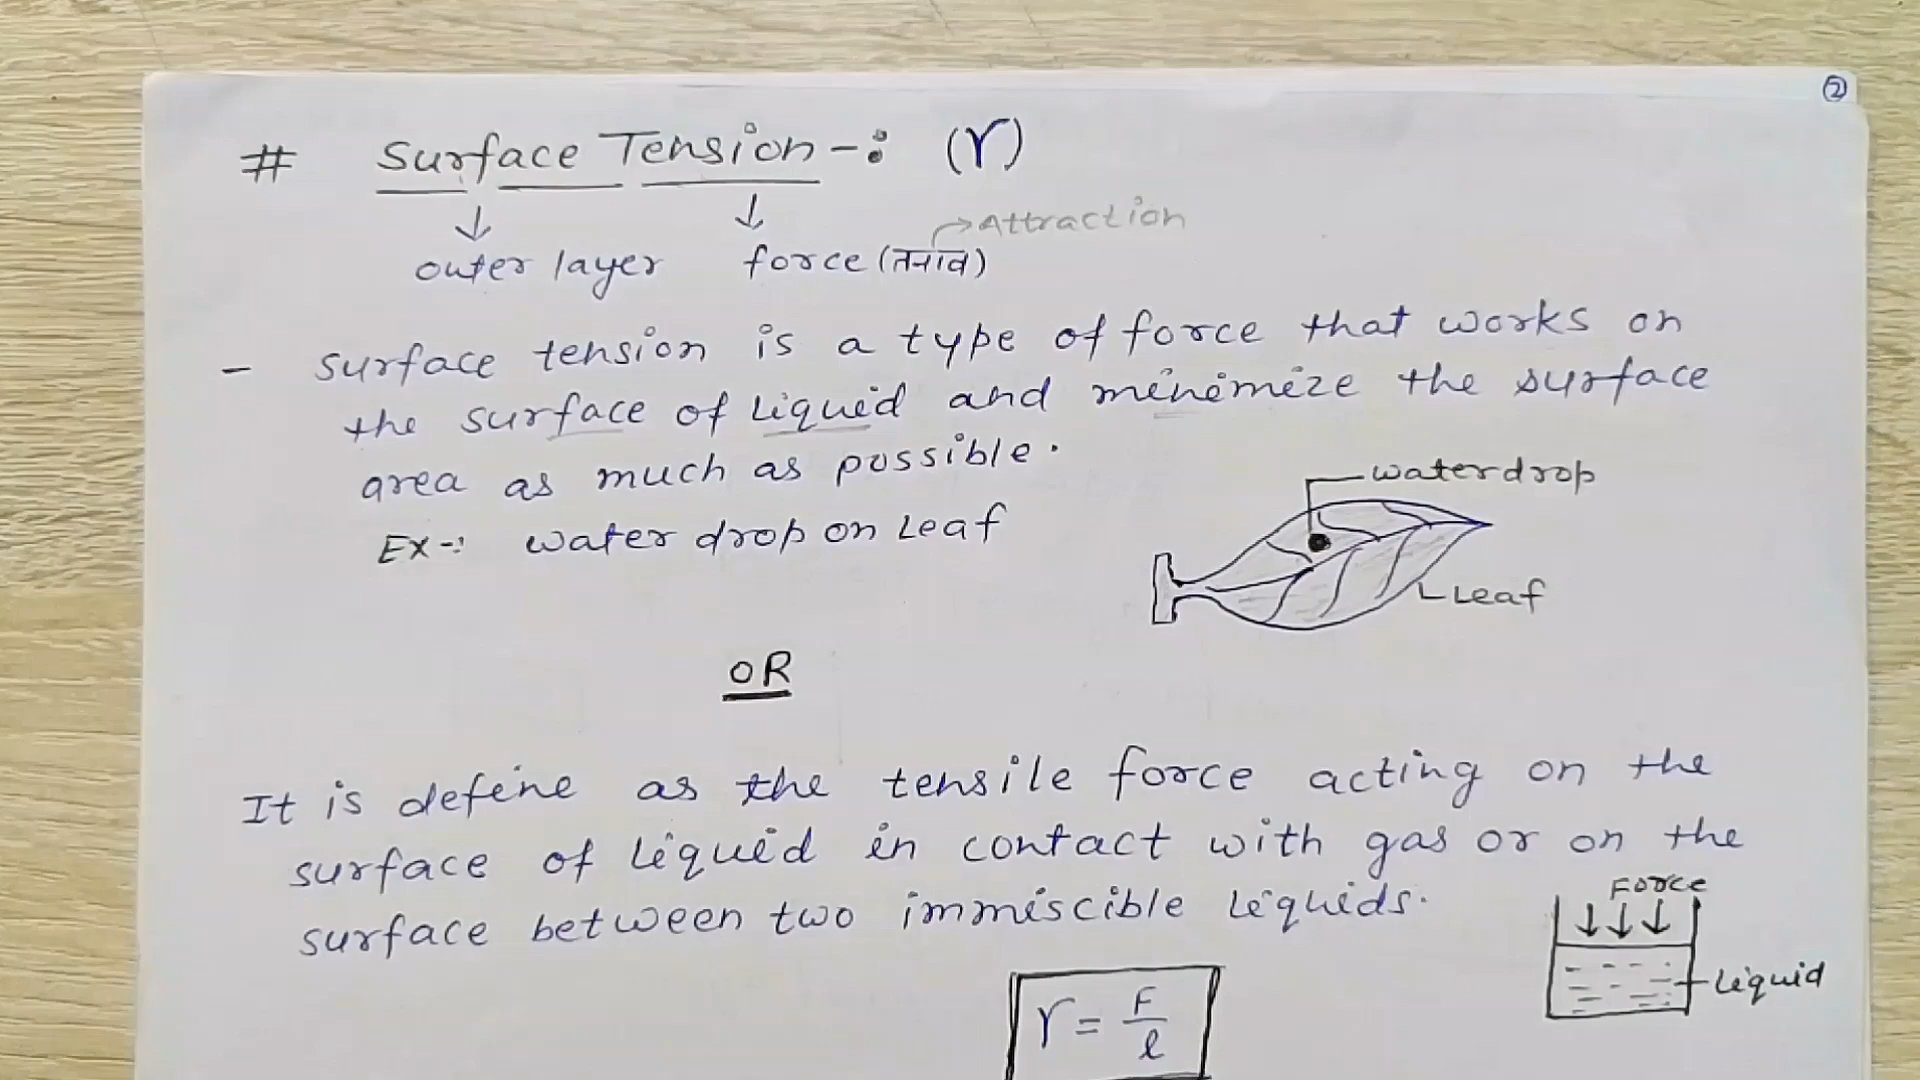 ②
# Surface Tension -: (γ)
→ Attraction
↓ ↓
outer layer force (तनाव)
- surface tension is a type of force that works on
the surface of liquid and minimize the surface
area as much as possible.
water drop
Ex -: water drop on Leaf
Leaf
OR
It is define as the tensile force acting on the
surface of liquid in contact with gas or on the
Force
surface between two immiscible liquids.
Liquid
γ = F/l